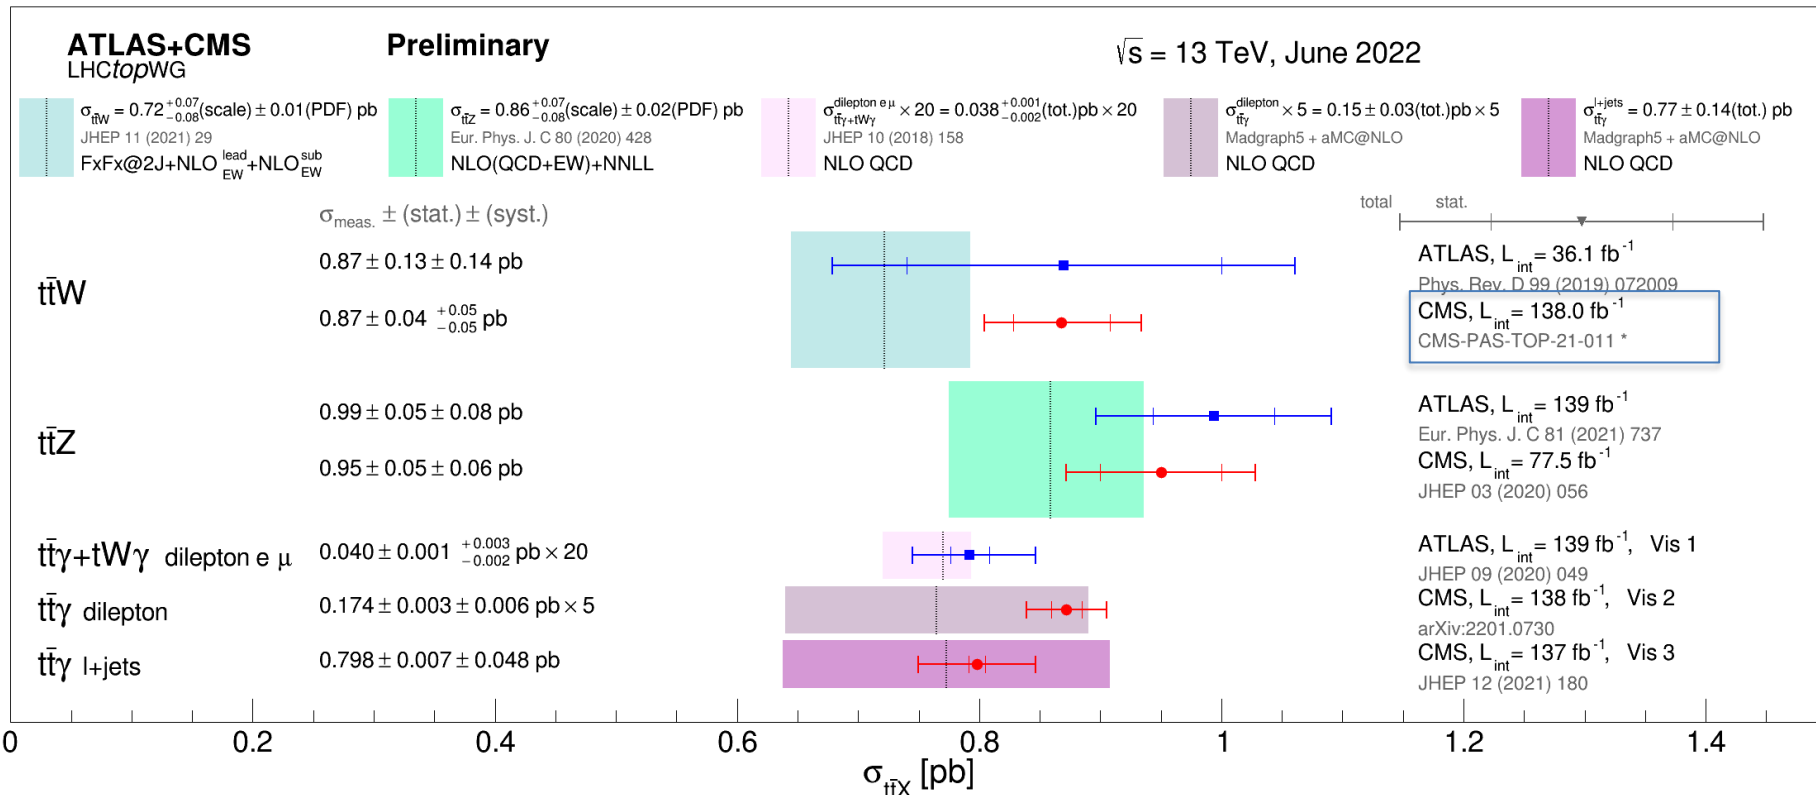 ATLAS+CMS Preliminary √s = 13 TeV, June 2022
LHCtopWG
σ_tt̄W = 0.72 +0.07 −0.08 (scale) ± 0.01(PDF) pb
JHEP 11 (2021) 29
FxFx@2J+NLO lead EW +NLO sub EW
σ_tt̄Z = 0.86 +0.07 −0.08 (scale) ± 0.02(PDF) pb
Eur. Phys. J. C 80 (2020) 428
NLO(QCD+EW)+NNLL
σ dilepton e μ tt̄γ+tWγ × 20 = 0.038 +0.001 −0.002 (tot.)pb × 20
JHEP 10 (2018) 158
NLO QCD
σ dilepton tt̄γ × 5 = 0.15 ± 0.03 (tot.)pb × 5
Madgraph5 + aMC@NLO
NLO QCD
σ l+jets tt̄γ = 0.77 ± 0.14 (tot.) pb
Madgraph5 + aMC@NLO
NLO QCD
σ_meas. ± (stat.) ± (syst.)
total stat.
tt̄W
0.87 ± 0.13 ± 0.14 pb
ATLAS, L_int = 36.1 fb⁻¹
Phys. Rev. D 99 (2019) 072009
0.87 ± 0.04 +0.05 −0.05 pb
CMS, L_int = 138.0 fb⁻¹
CMS-PAS-TOP-21-011 *
tt̄Z
0.99 ± 0.05 ± 0.08 pb
ATLAS, L_int = 139 fb⁻¹
Eur. Phys. J. C 81 (2021) 737
0.95 ± 0.05 ± 0.06 pb
CMS, L_int = 77.5 fb⁻¹
JHEP 03 (2020) 056
tt̄γ+tWγ dilepton e μ
0.040 ± 0.001 +0.003 −0.002 pb × 20
ATLAS, L_int = 139 fb⁻¹, Vis 1
JHEP 09 (2020) 049
tt̄γ dilepton
0.174 ± 0.003 ± 0.006 pb × 5
CMS, L_int = 138 fb⁻¹, Vis 2
arXiv:2201.0730
tt̄γ l+jets
0.798 ± 0.007 ± 0.048 pb
CMS, L_int = 137 fb⁻¹, Vis 3
JHEP 12 (2021) 180
0 0.2 0.4 0.6 0.8 1 1.2 1.4
σ_tt̄X [pb]